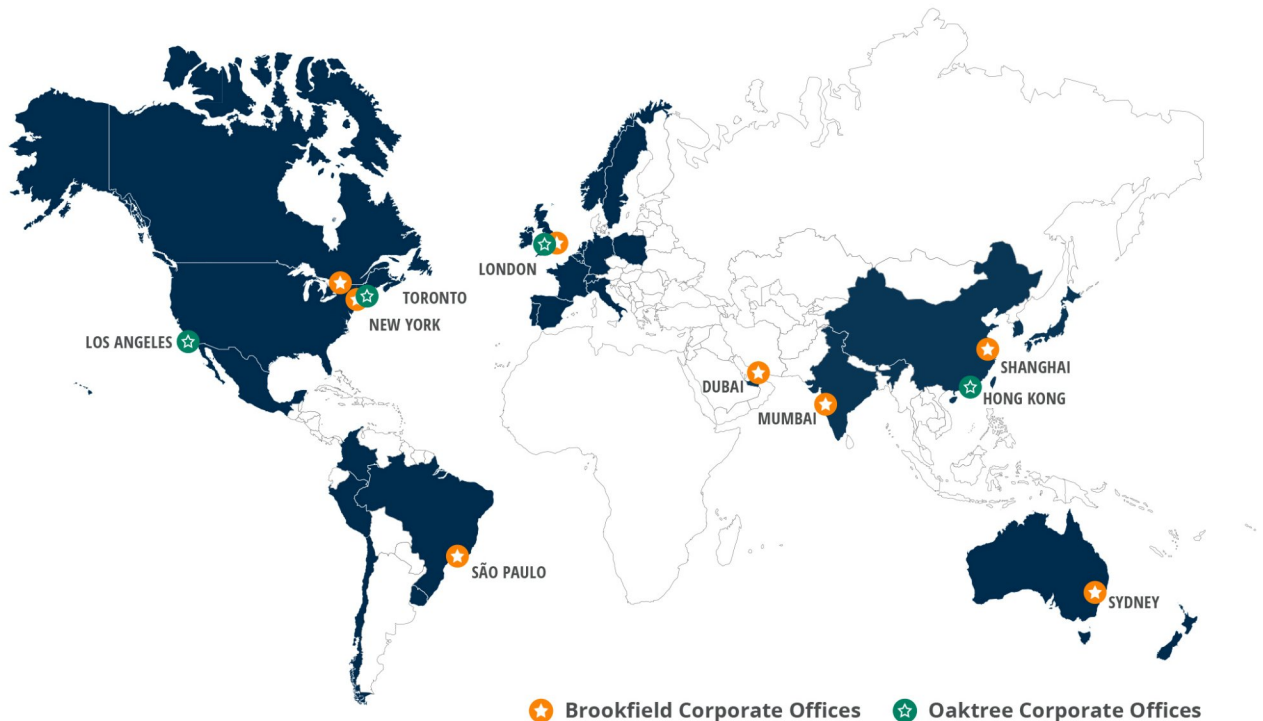 LONDON
TORONTO
NEW YORK
LOS ANGELES
SHANGHAI
DUBAI
HONG KONG
MUMBAI
SÃO PAULO
SYDNEY
Brookfield Corporate Offices
Oaktree Corporate Offices